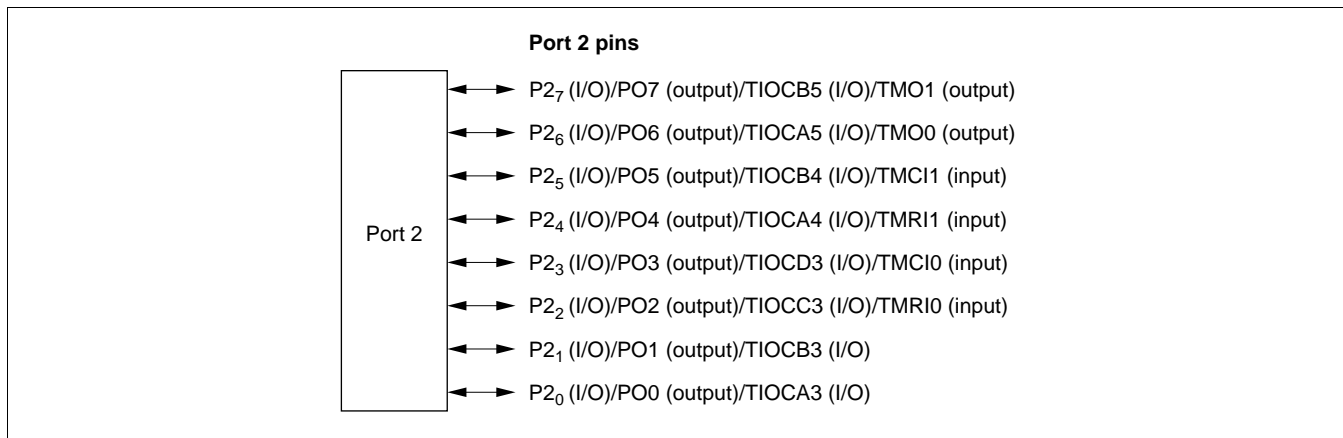 Port 2 pins
P2₇ (I/O)/PO7 (output)/TIOCB5 (I/O)/TMO1 (output)
P2₆ (I/O)/PO6 (output)/TIOCA5 (I/O)/TMO0 (output)
P2₅ (I/O)/PO5 (output)/TIOCB4 (I/O)/TMCI1 (input)
P2₄ (I/O)/PO4 (output)/TIOCA4 (I/O)/TMRI1 (input)
Port 2
P2₃ (I/O)/PO3 (output)/TIOCD3 (I/O)/TMCI0 (input)
P2₂ (I/O)/PO2 (output)/TIOCC3 (I/O)/TMRI0 (input)
P2₁ (I/O)/PO1 (output)/TIOCB3 (I/O)
P2₀ (I/O)/PO0 (output)/TIOCA3 (I/O)